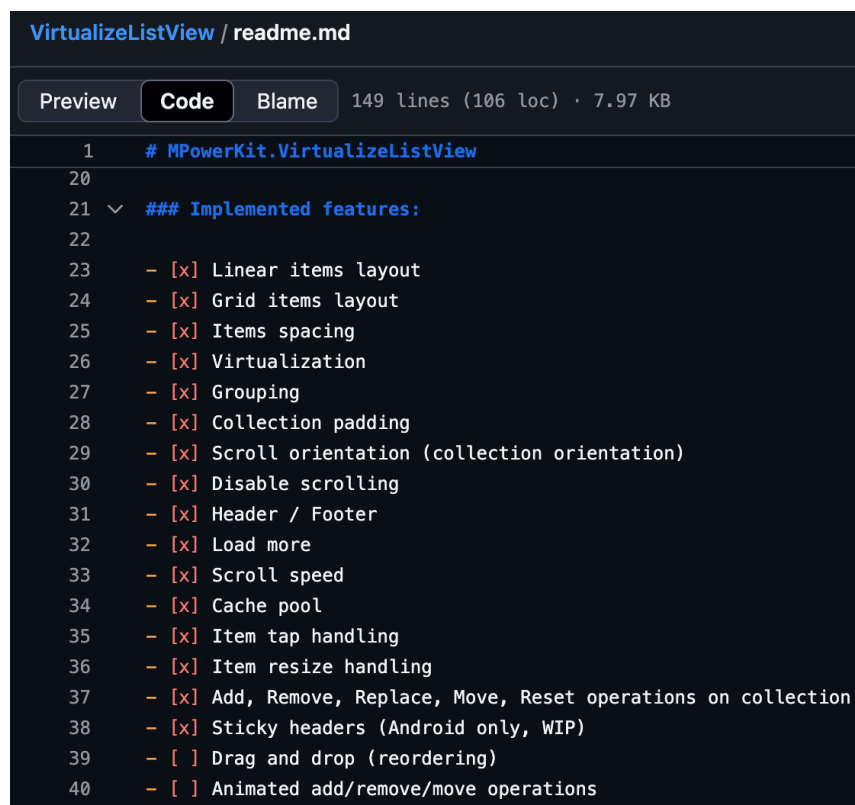 VirtualizeListView / readme.md
Preview Code Blame 149 lines (106 loc) · 7.97 KB
1 # MPowerKit.VirtualizeListView
20
21 ### Implemented features:
22
23 - [x] Linear items layout
24 - [x] Grid items layout
25 - [x] Items spacing
26 - [x] Virtualization
27 - [x] Grouping
28 - [x] Collection padding
29 - [x] Scroll orientation (collection orientation)
30 - [x] Disable scrolling
31 - [x] Header / Footer
32 - [x] Load more
33 - [x] Scroll speed
34 - [x] Cache pool
35 - [x] Item tap handling
36 - [x] Item resize handling
37 - [x] Add, Remove, Replace, Move, Reset operations on collection
38 - [x] Sticky headers (Android only, WIP)
39 - [ ] Drag and drop (reordering)
40 - [ ] Animated add/remove/move operations